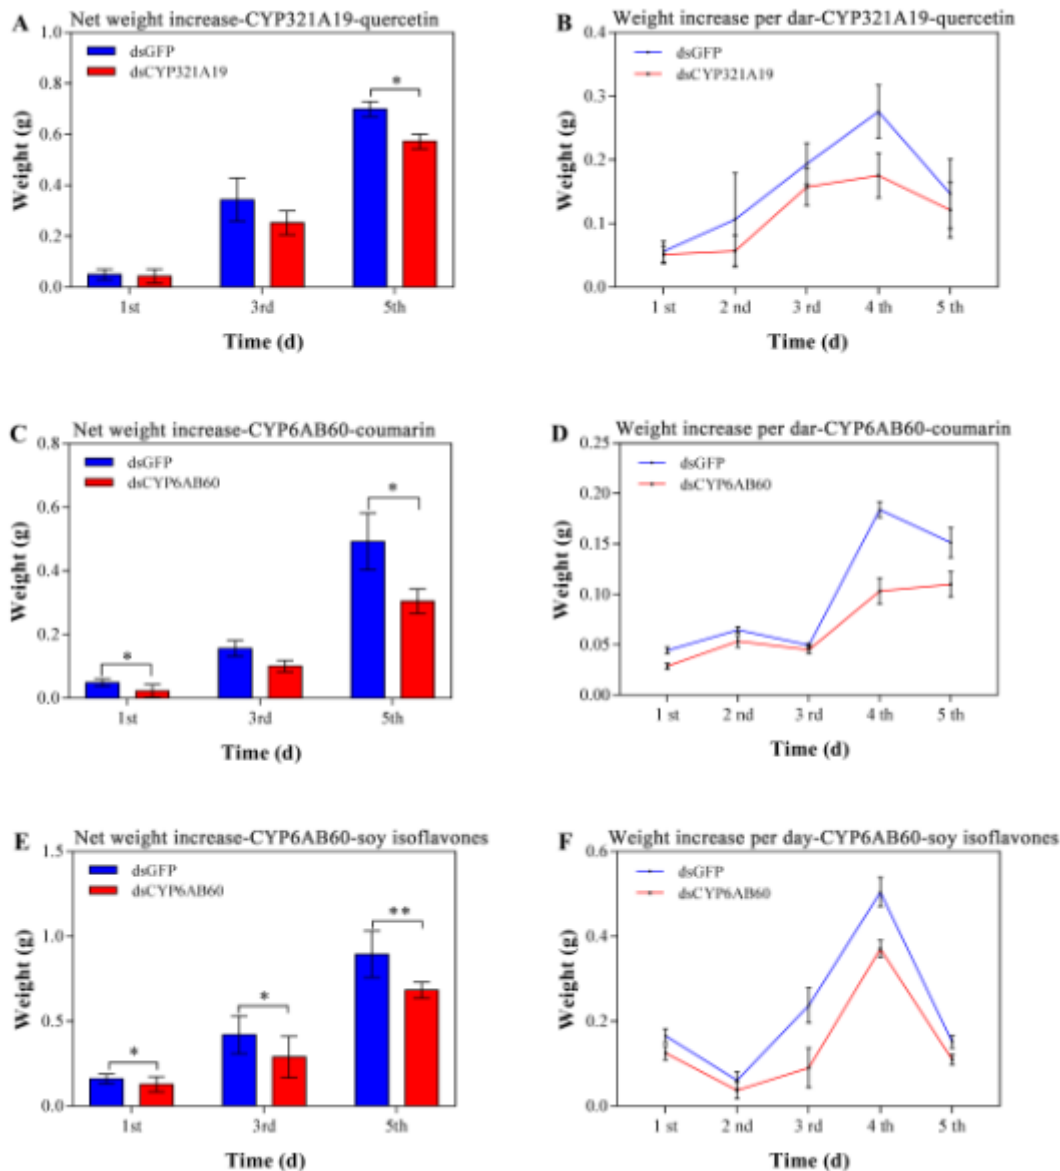 A Net weight increase-CYP321A19-quercetin
1.0
0.8
0.6
0.4
0.2
0.0
Weight (g)
dsGFP
dsCYP321A19
*
1st 3rd 5th
Time (d)
B Weight increase per dar-CYP321A19-quercetin
0.4
0.3
0.2
0.1
0.0
Weight (g)
dsGFP
dsCYP321A19
1 st 2 nd 3 rd 4 th 5 th
Time (d)
C Net weight increase-CYP6AB60-coumarin
0.8
0.6
0.4
0.2
0.0
Weight (g)
dsGFP
dsCYP6AB60
* *
1st 3rd 5th
Time (d)
D Weight increase per dar-CYP6AB60-coumarin
0.25
0.20
0.15
0.10
0.05
0.00
Weight (g)
dsGFP
dsCYP6AB60
1 st 2 nd 3 rd 4 th 5 th
Time (d)
E Net weight increase-CYP6AB60-soy isoflavones
1.5
1.0
0.5
0.0
Weight (g)
dsGFP
dsCYP6AB60
* * **
1st 3rd 5th
Time (d)
F Weight increase per day-CYP6AB60-soy isoflavones
0.6
0.4
0.2
0.0
Weight (g)
dsGFP
dsCYP6AB60
1 st 2 nd 3 rd 4 th 5 th
Time (d)